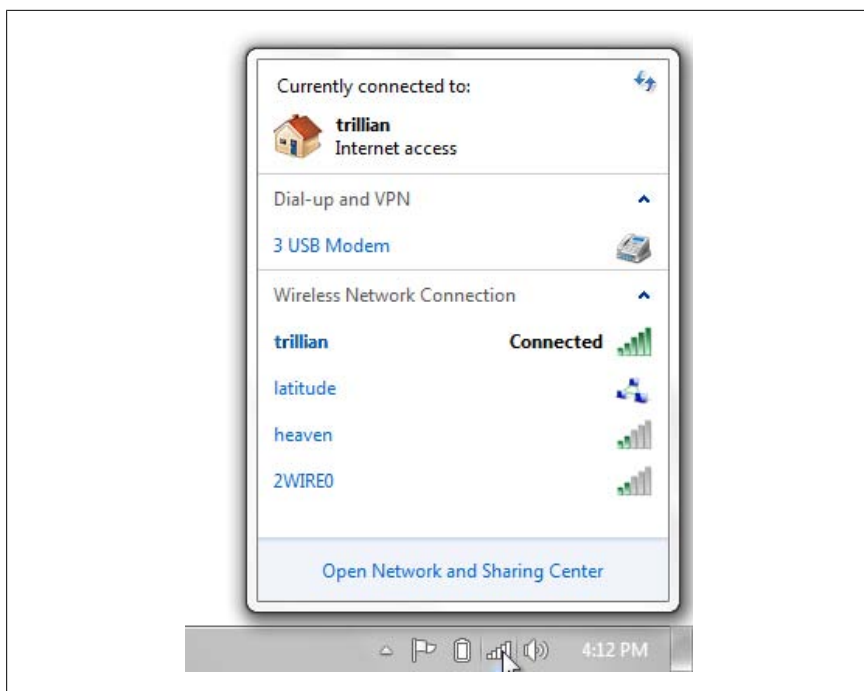 Currently connected to:
trillian
Internet access
Dial-up and VPN
3 USB Modem
Wireless Network Connection
trillian Connected
latitude
heaven
2WIRE0
Open Network and Sharing Center
4:12 PM